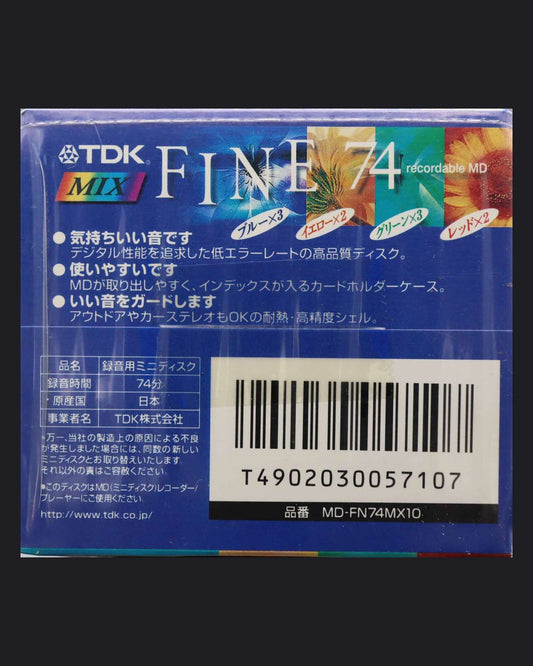 TDK FINE 74 recordable MD
MIX
ブルー×3 イエロー×2 グリーン×3 レッド×2
●気持ちいい音です
デジタル性能を追求した低エラーレートの高品質ディスク。
●使いやすいです
MDが取り出しやすく、インデックスが入るカードホルダーケース。
●いい音をガードします
アウトドアやカーステレオもOKの耐熱・高精度シェル。
品名 録音用ミニディスク
録音時間 74分
・原産国 日本
事業者名 TDK株式会社
●万一、当社の製造上の原因による不良
が発生しました場合には、同数の新しい
ミニディスクとお取り替えいたします。
それ以外の責はご容赦ください。
●このディスクはMD(ミニディスク)レコーダー/
プレーヤーにご使用ください。
http://www.tdk.co.jp/
T4902030057107
品番 MD-FN74MX10